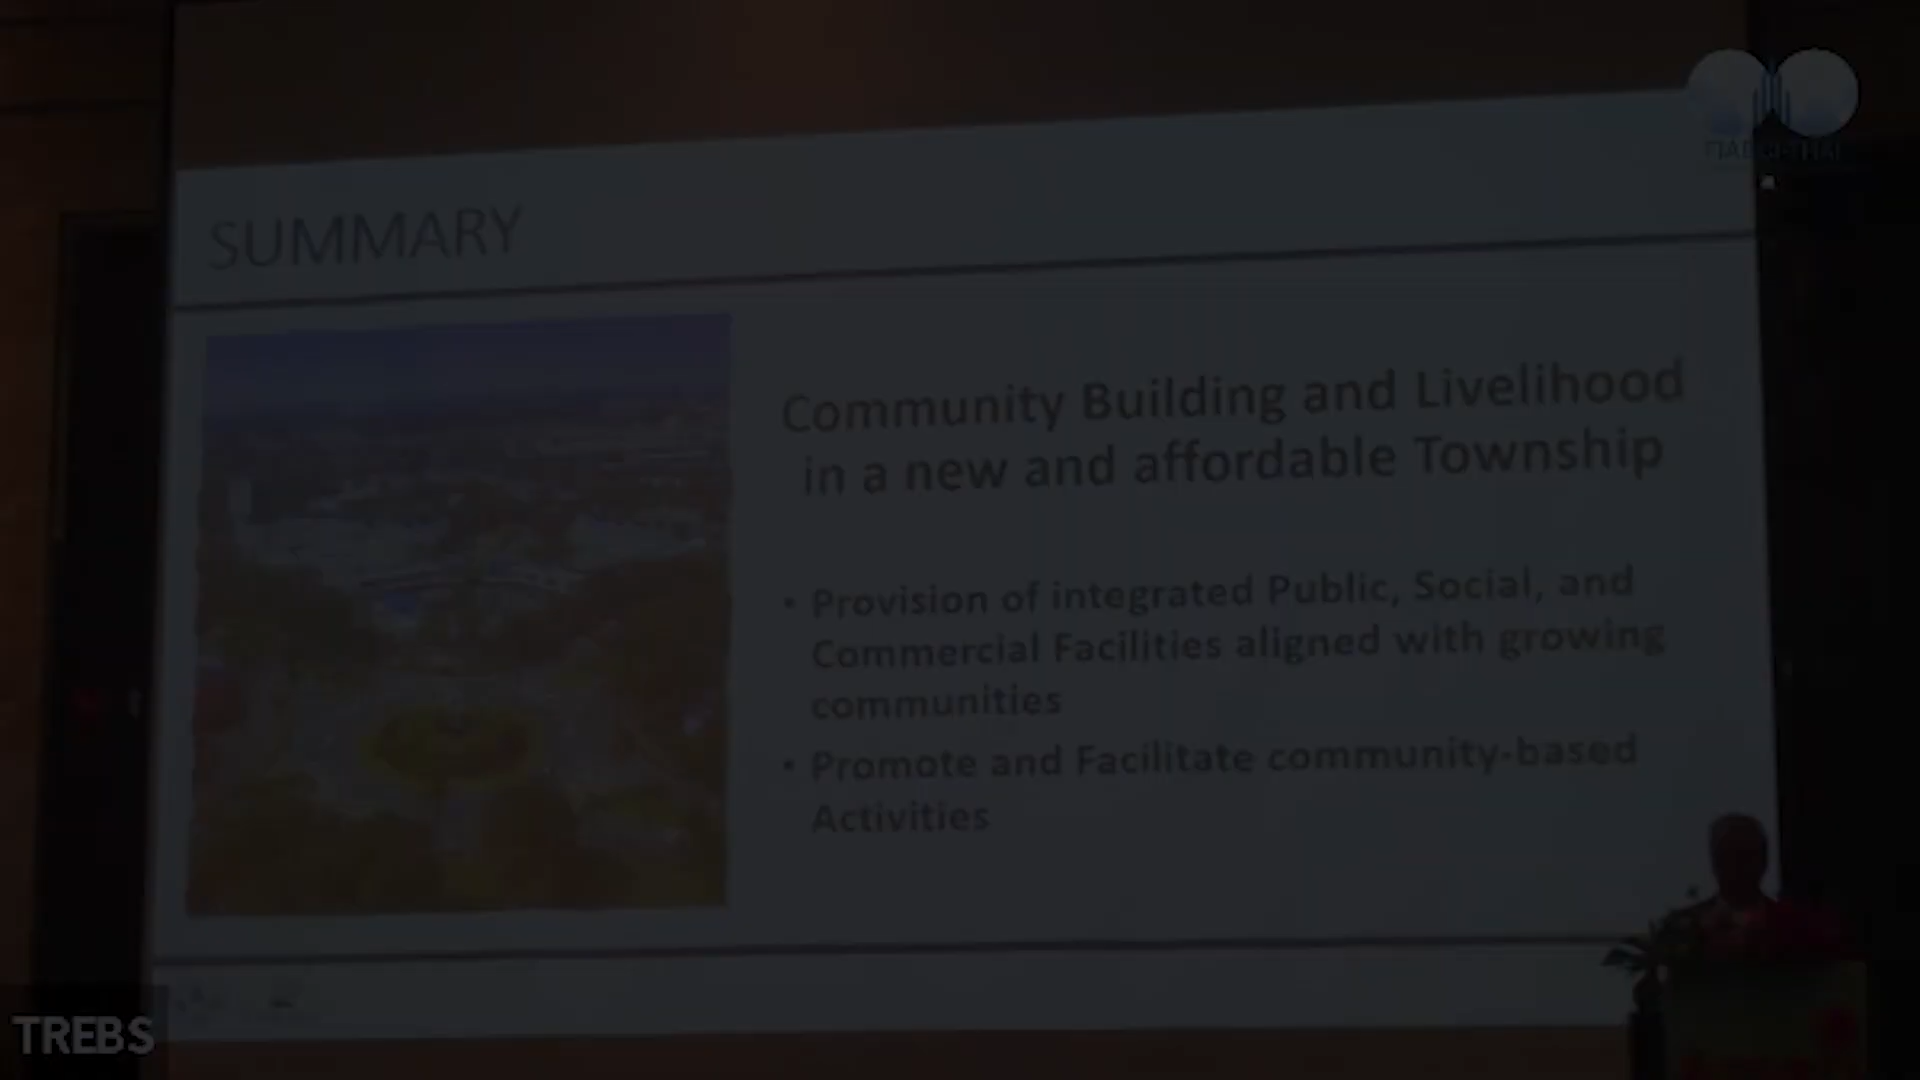 SUMMARY
Community Building and Livelihood
in a new and affordable Township
• Provision of integrated Public, Social, and
Commercial Facilities aligned with growing
communities
• Promote and Facilitate community-based
Activities
TREBS